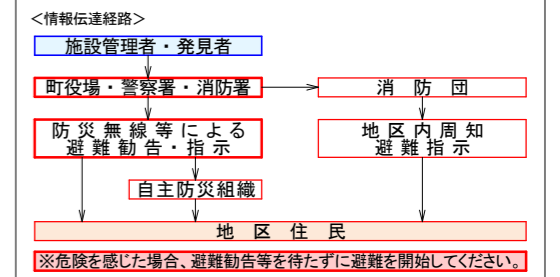 <情報伝達経路>
施設管理者・発見者
町役場・警察署・消防署
消防団
防災無線等による
避難勧告・指示
地区内周知
避難指示
自主防災組織
地区住民
※危険を感じた場合、避難勧告等を待たずに避難を開始してください。